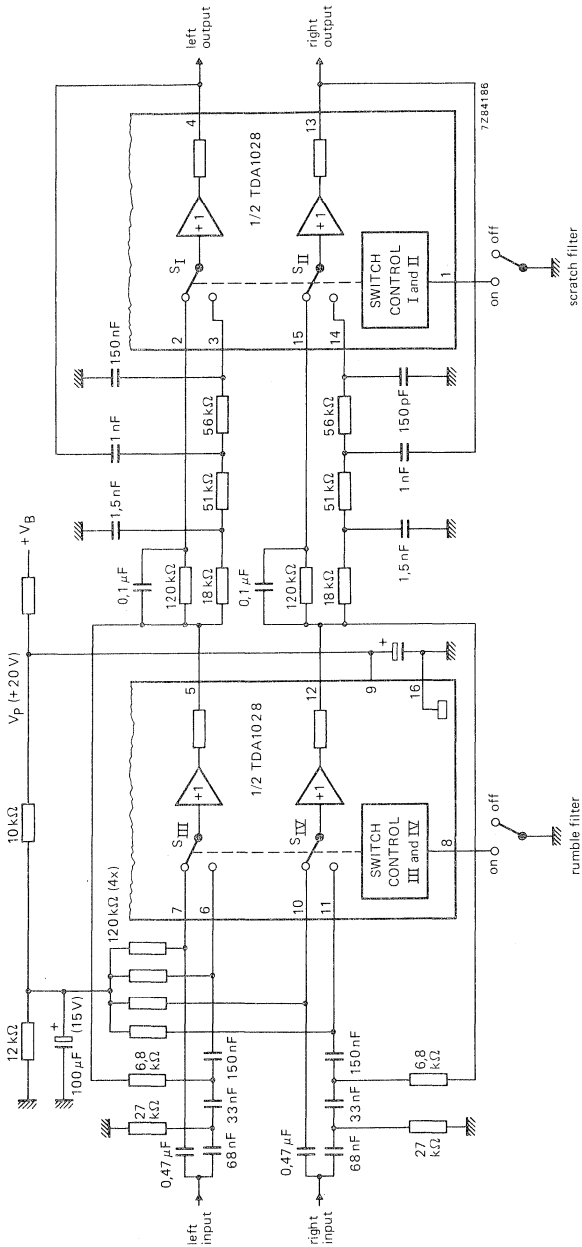 12 kΩ
10 kΩ
V_P (+ 20 V)
+ V_B
100 µF
+
(15 V)
120 kΩ (4x)
27 kΩ
6,8 kΩ
0,47 µF
68 nF
33 nF
150 nF
left input
7
6
S III
+1
5
1/2 TDA1028
0,1 µF
120 kΩ
18 kΩ
1,5 nF
51 kΩ
1 nF
56 kΩ
150 nF
2
3
S I
+1
4
1/2 TDA1028
left output
right input
0,47 µF
68 nF
33 nF
150 nF
27 kΩ
6,8 kΩ
10
11
S IV
+1
12
SWITCH CONTROL III and IV
8
9
16
+
on
off
rumble filter
0,1 µF
120 kΩ
18 kΩ
1,5 nF
51 kΩ
1 nF
56 kΩ
150 pF
15
14
S II
+1
13
SWITCH CONTROL I and II
1
on
off
scratch filter
right output
7Z84186